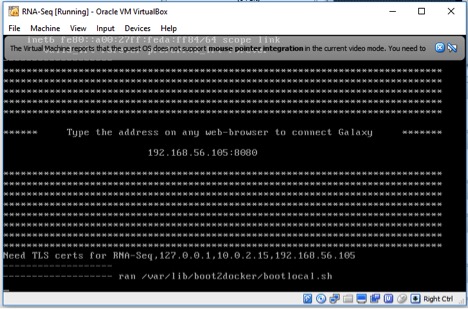 RNA-Seq [Running] - Oracle VM VirtualBox
File Machine View Input Devices Help
inet6 fe80::a00:27ff:feda:ff84/64 scope link
The Virtual Machine reports that the guest OS does not support mouse pointer integration in the current video mode. You need to
*****************************************************************
*****************************************************************
*****************************************************************
*****************************************************************
****** Type the address on any web-browser to connect Galaxy *******
192.168.56.105:8080
*****************************************************************
*****************************************************************
*****************************************************************
*****************************************************************
*****************************************************************
*****************************************************************
Need TLS certs for RNA-Seq,127.0.0.1,10.0.2.15,192.168.56.105
-------------------
------------------- ran /var/lib/boot2docker/bootlocal.sh
Right Ctrl